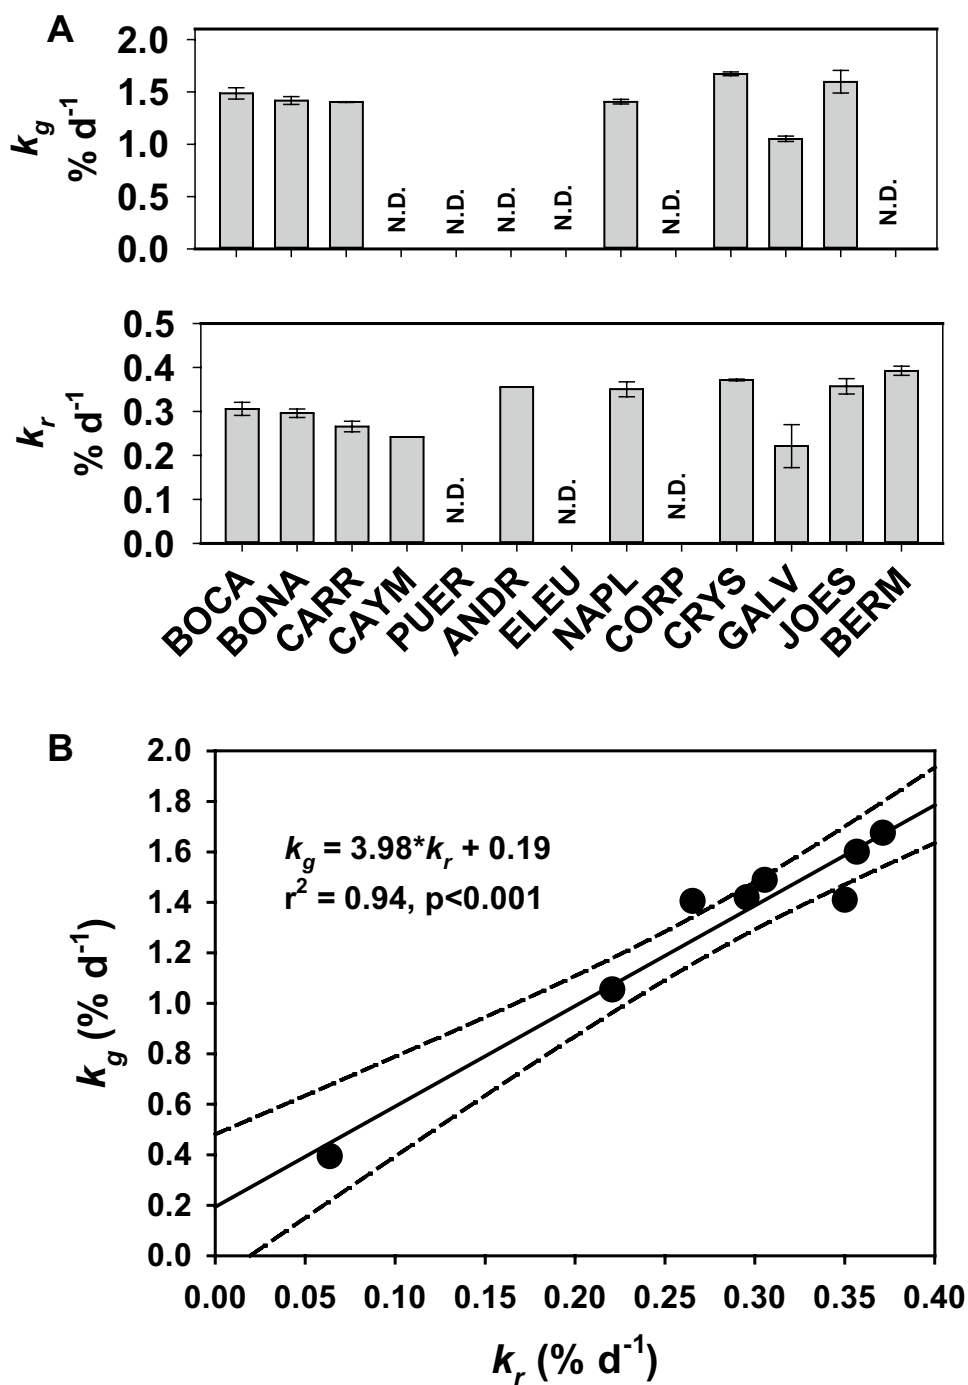 A
2.0
1.5
1.0
0.5
0.0
k_g
% d⁻¹
N.D. N.D. N.D. N.D. N.D. N.D.
0.5
0.4
0.3
0.2
0.1
0.0
k_r
% d⁻¹
N.D. N.D. N.D.
BOCA BONA CARR CAYM PUER ANDR ELEU NAPL CORP CRYS GALV JOES BERM
B
2.0
1.8
1.6
1.4
1.2
1.0
0.8
0.6
0.4
0.2
0.0
k_g (% d⁻¹)
k_g = 3.98*k_r + 0.19
r² = 0.94, p<0.001
0.00 0.05 0.10 0.15 0.20 0.25 0.30 0.35 0.40
k_r (% d⁻¹)